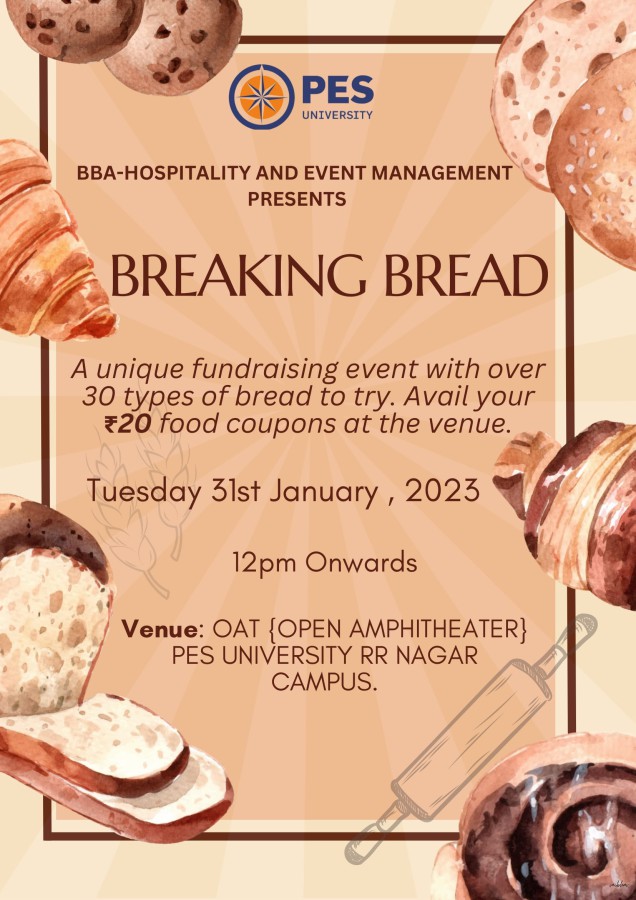 PES
UNIVERSITY
BBA-HOSPITALITY AND EVENT MANAGEMENT
PRESENTS
BREAKING BREAD
A unique fundraising event with over
30 types of bread to try. Avail your
₹20 food coupons at the venue.
Tuesday 31st January , 2023
12pm Onwards
Venue: OAT {OPEN AMPHITHEATER}
PES UNIVERSITY RR NAGAR
CAMPUS.